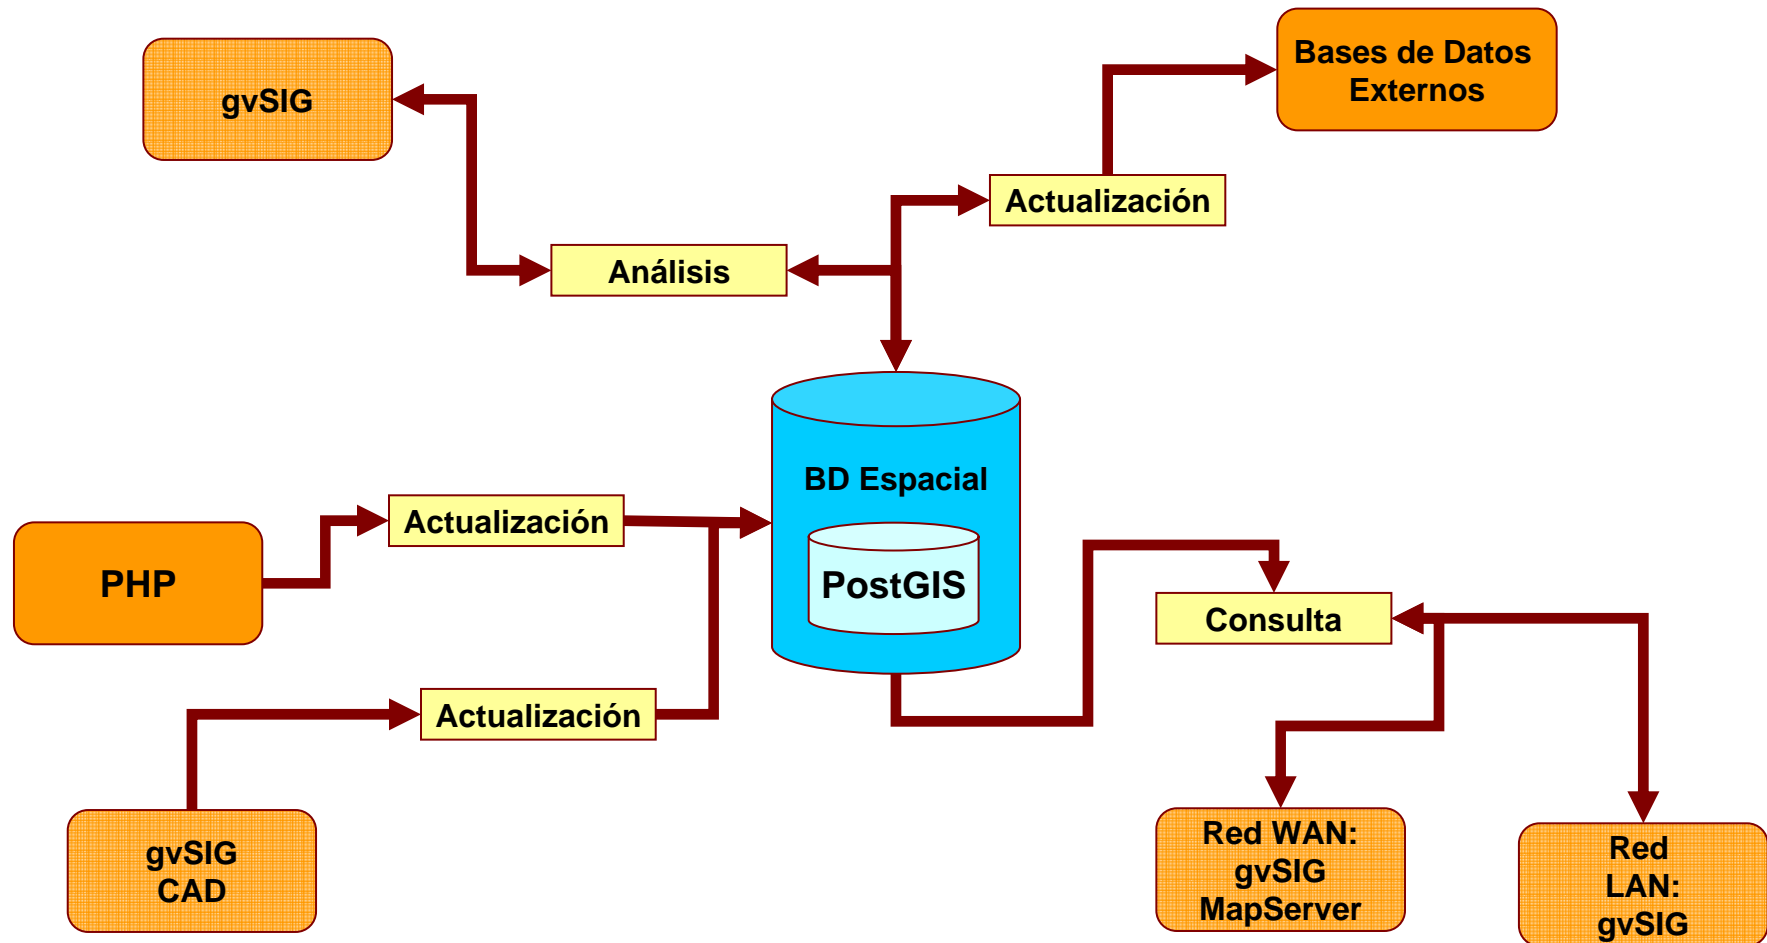 Bases de Datos
Externos
gvSIG
Actualización
Análisis
BD Espacial
PostGIS
Actualización
PHP
Consulta
Actualización
gvSIG
CAD
Red WAN:
gvSIG
MapServer
Red
LAN:
gvSIG